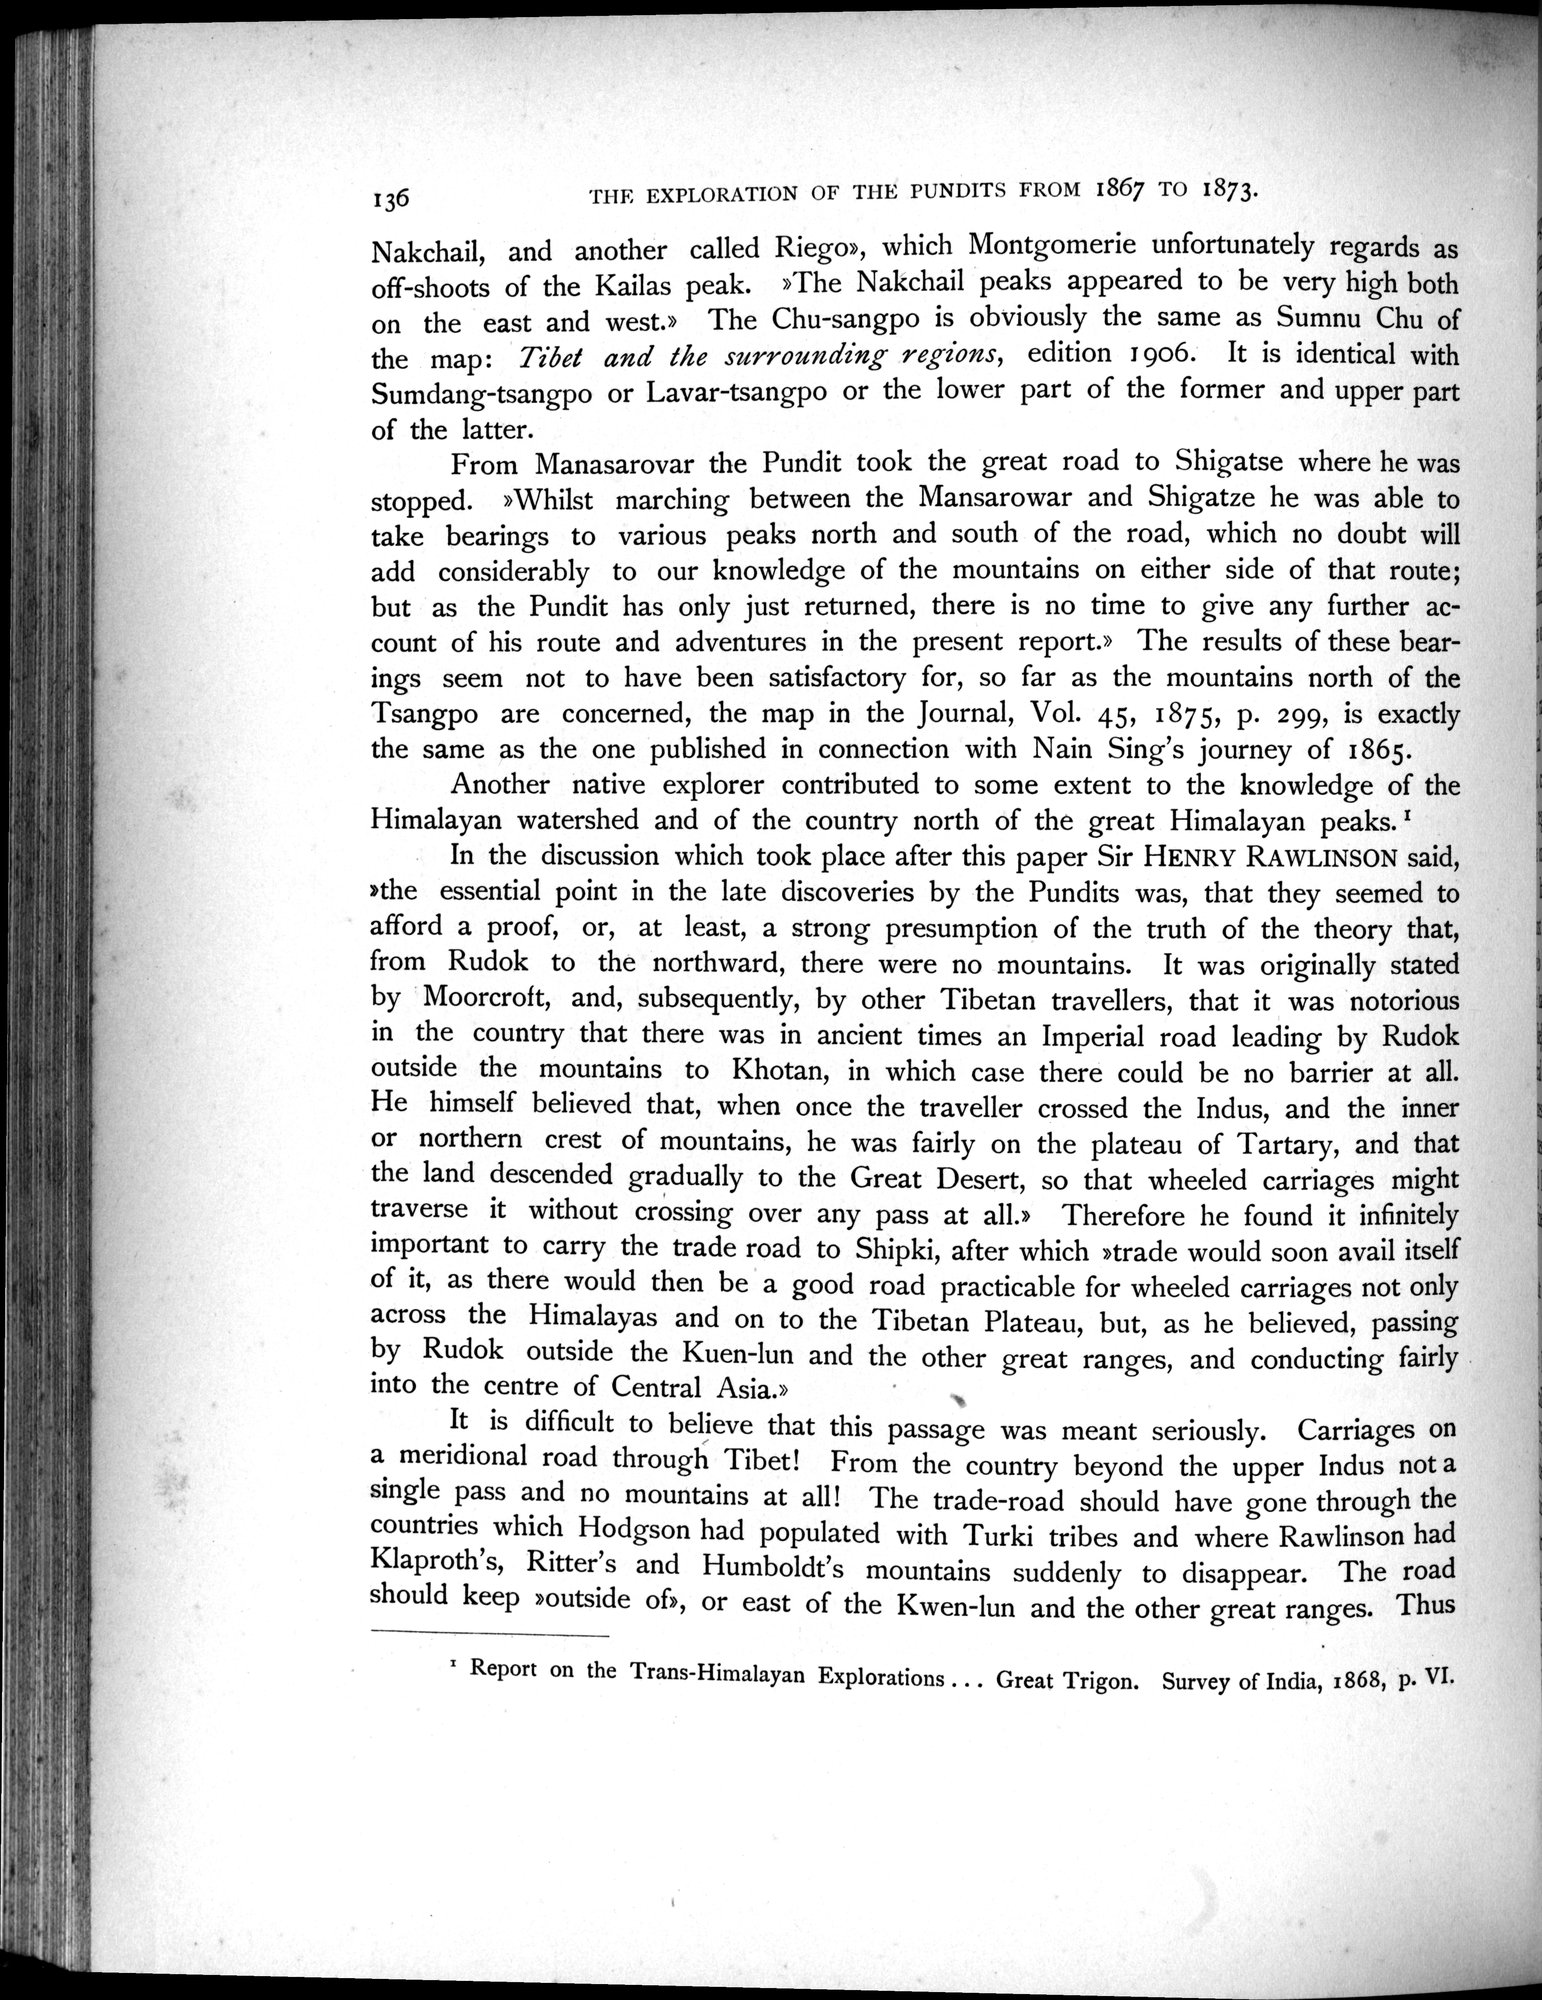 136 THE EXPLORATION OF THE PUNDITS FROM 1867 TO 1873.
Nakchail, and another called Riego», which Montgomerie unfortunately regards as
off-shoots of the Kailas peak. »The Nakchail peaks appeared to be very high both
on the east and west.» The Chu-sangpo is obviously the same as Sumnu Chu of
the map: Tibet and the surrounding regions, edition 1906. It is identical with
Sumdang-tsangpo or Lavar-tsangpo or the lower part of the former and upper part
of the latter.
From Manasarovar the Pundit took the great road to Shigatse where he was
stopped. »Whilst marching between the Mansarowar and Shigatze he was able to
take bearings to various peaks north and south of the road, which no doubt will
add considerably to our knowledge of the mountains on either side of that route;
but as the Pundit has only just returned, there is no time to give any further ac-
count of his route and adventures in the present report.» The results of these bear-
ings seem not to have been satisfactory for, so far as the mountains north of the
Tsangpo are concerned, the map in the Journal, Vol. 45, 1875, p. 299, is exactly
the same as the one published in connection with Nain Sing's journey of 1865.
Another native explorer contributed to some extent to the knowledge of the
Himalayan watershed and of the country north of the great Himalayan peaks. 1
In the discussion which took place after this paper Sir HENRY RAWLINSON said,
»the essential point in the late discoveries by the Pundits was, that they seemed to
afford a proof, or, at least, a strong presumption of the truth of the theory that,
from Rudok to the northward, there were no mountains. It was originally stated
by Moorcroft, and, subsequently, by other Tibetan travellers, that it was notorious
in the country that there was in ancient times an Imperial road leading by Rudok
outside the mountains to Khotan, in which case there could be no barrier at all.
He himself believed that, when once the traveller crossed the Indus, and the inner
or northern crest of mountains, he was fairly on the plateau of Tartary, and that
the land descended gradually to the Great Desert, so that wheeled carriages might
traverse it without crossing over any pass at all.» Therefore he found it infinitely
important to carry the trade road to Shipki, after which »trade would soon avail itself
of it, as there would then be a good road practicable for wheeled carriages not only
across the Himalayas and on to the Tibetan Plateau, but, as he believed, passing
by Rudok outside the Kuen-lun and the other great ranges, and conducting fairly
into the centre of Central Asia.»
It is difficult to believe that this passage was meant seriously. Carriages on
a meridional road through Tibet! From the country beyond the upper Indus not a
single pass and no mountains at all! The trade-road should have gone through the
countries which Hodgson had populated with Turki tribes and where Rawlinson had
Klaproth's, Ritter's and Humboldt's mountains suddenly to disappear. The road
should keep »outside of», or east of the Kwen-lun and the other great ranges. Thus
1 Report on the Trans-Himalayan Explorations... Great Trigon. Survey of India, 1868, p. VI.